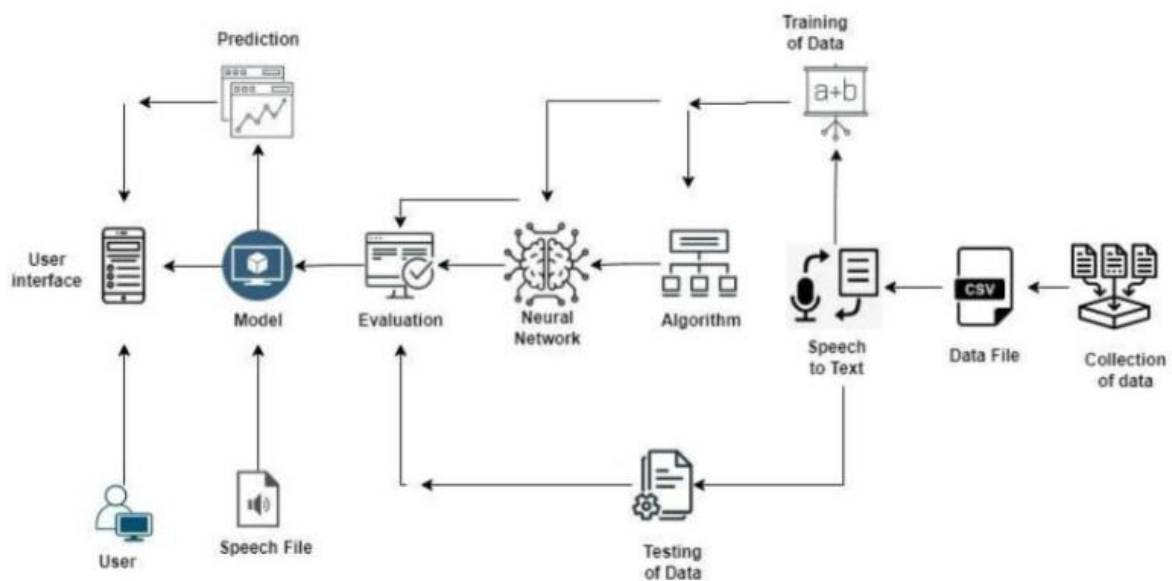 Prediction
Training
of Data
a+b
User
interface
Model
Evaluation
Neural
Network
Algorithm
Speech
to Text
CSV
Data File
Collection
of data
User
Speech File
Testing
of Data